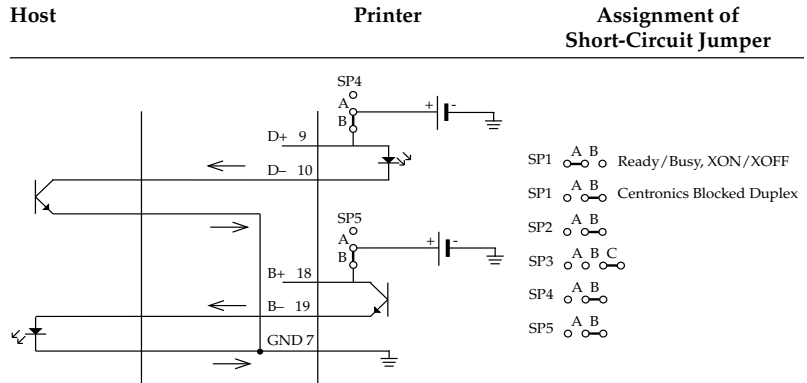 Host Printer Assignment of
Short-Circuit Jumper
SP4
A
B
+ -
D+ 9
D– 10
SP5
A
B
+ -
B+ 18
B– 19
GND 7
SP1 A B Ready/Busy, XON/XOFF
SP1 A B Centronics Blocked Duplex
SP2 A B
SP3 A B C
SP4 A B
SP5 A B